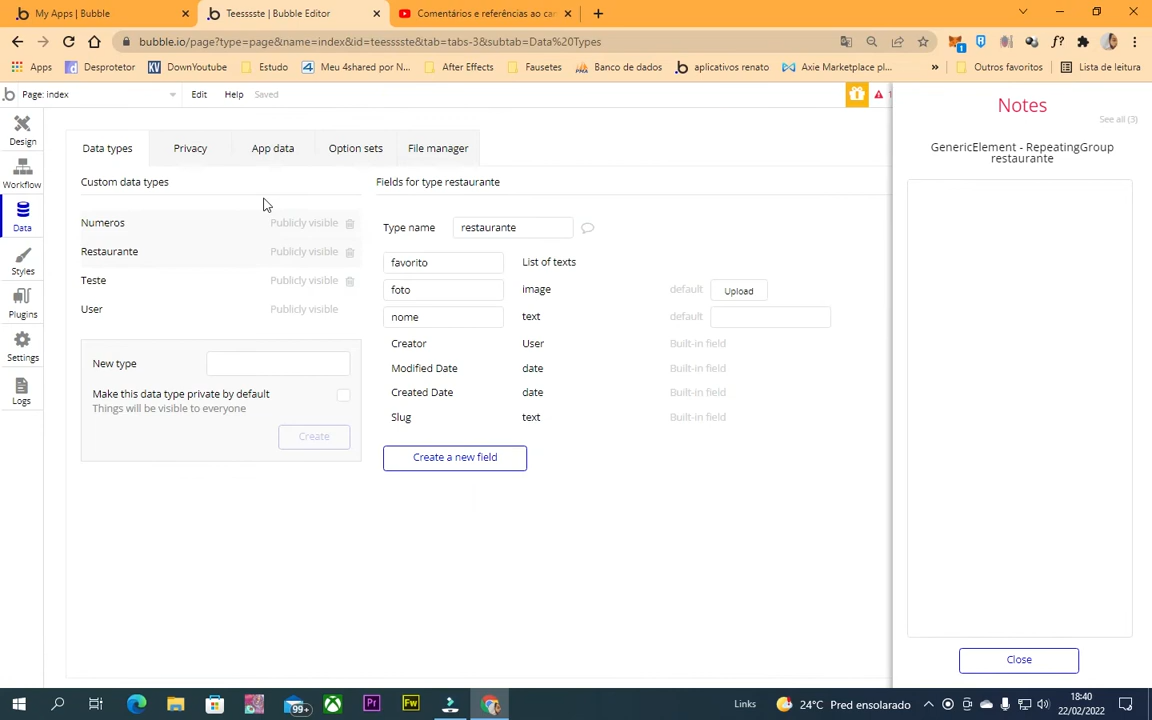 My Apps | Bubble
Teesssste | Bubble Editor
Comentários e referências ao car
bubble.io/page?type=page&name=index&id=teesssste&tab=tabs-3&subtab=Data%20Types
Apps
Desprotetor
DownYoutube
Estudo
Meu 4shared por N...
After Effects
Fausetes
Banco de dados
aplicativos renato
Axie Marketplace pl...
»
Outros favoritos
Lista de leitura
Page: index
Edit
Help
Saved
1
Design
Workflow
Data
Styles
Plugins
Settings
Logs
Data types
Privacy
App data
Option sets
File manager
Custom data types
Numeros Publicly visible
Restaurante Publicly visible
Teste Publicly visible
User Publicly visible
New type
Make this data type private by default
Things will be visible to everyone
Create
Fields for type restaurante
Type name restaurante
favorito List of texts
foto image default Upload
nome text default
Creator User Built-in field
Modified Date date Built-in field
Created Date date Built-in field
Slug text Built-in field
Create a new field
Notes
See all (3)
GenericElement - RepeatingGroup
restaurante
Close
99+
Links
24°C Pred ensolarado
18:40
22/02/2022